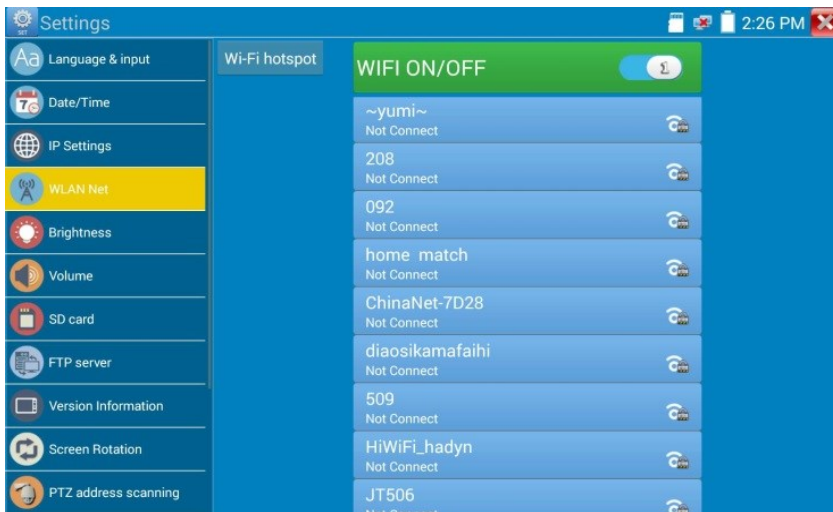 Settings
2:26 PM
SET
Aa
Language & input
7
Date/Time
IP Settings
WLAN Net
Brightness
Volume
SD card
FTP server
Version Information
Screen Rotation
PTZ address scanning
Wi-Fi hotspot
WIFI ON/OFF
~yumi~
Not Connect
208
Not Connect
092
Not Connect
home match
Not Connect
ChinaNet-7D28
Not Connect
diaosikamafaihi
Not Connect
509
Not Connect
HiWiFi_hadyn
Not Connect
JT506